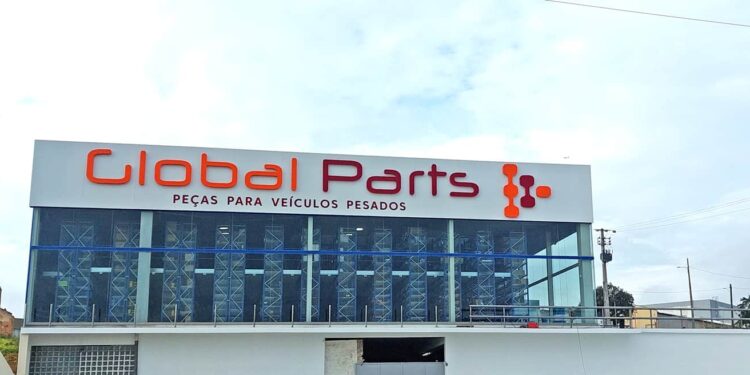 Global Parts
PEÇAS PARA VEÍCULOS PESADOS